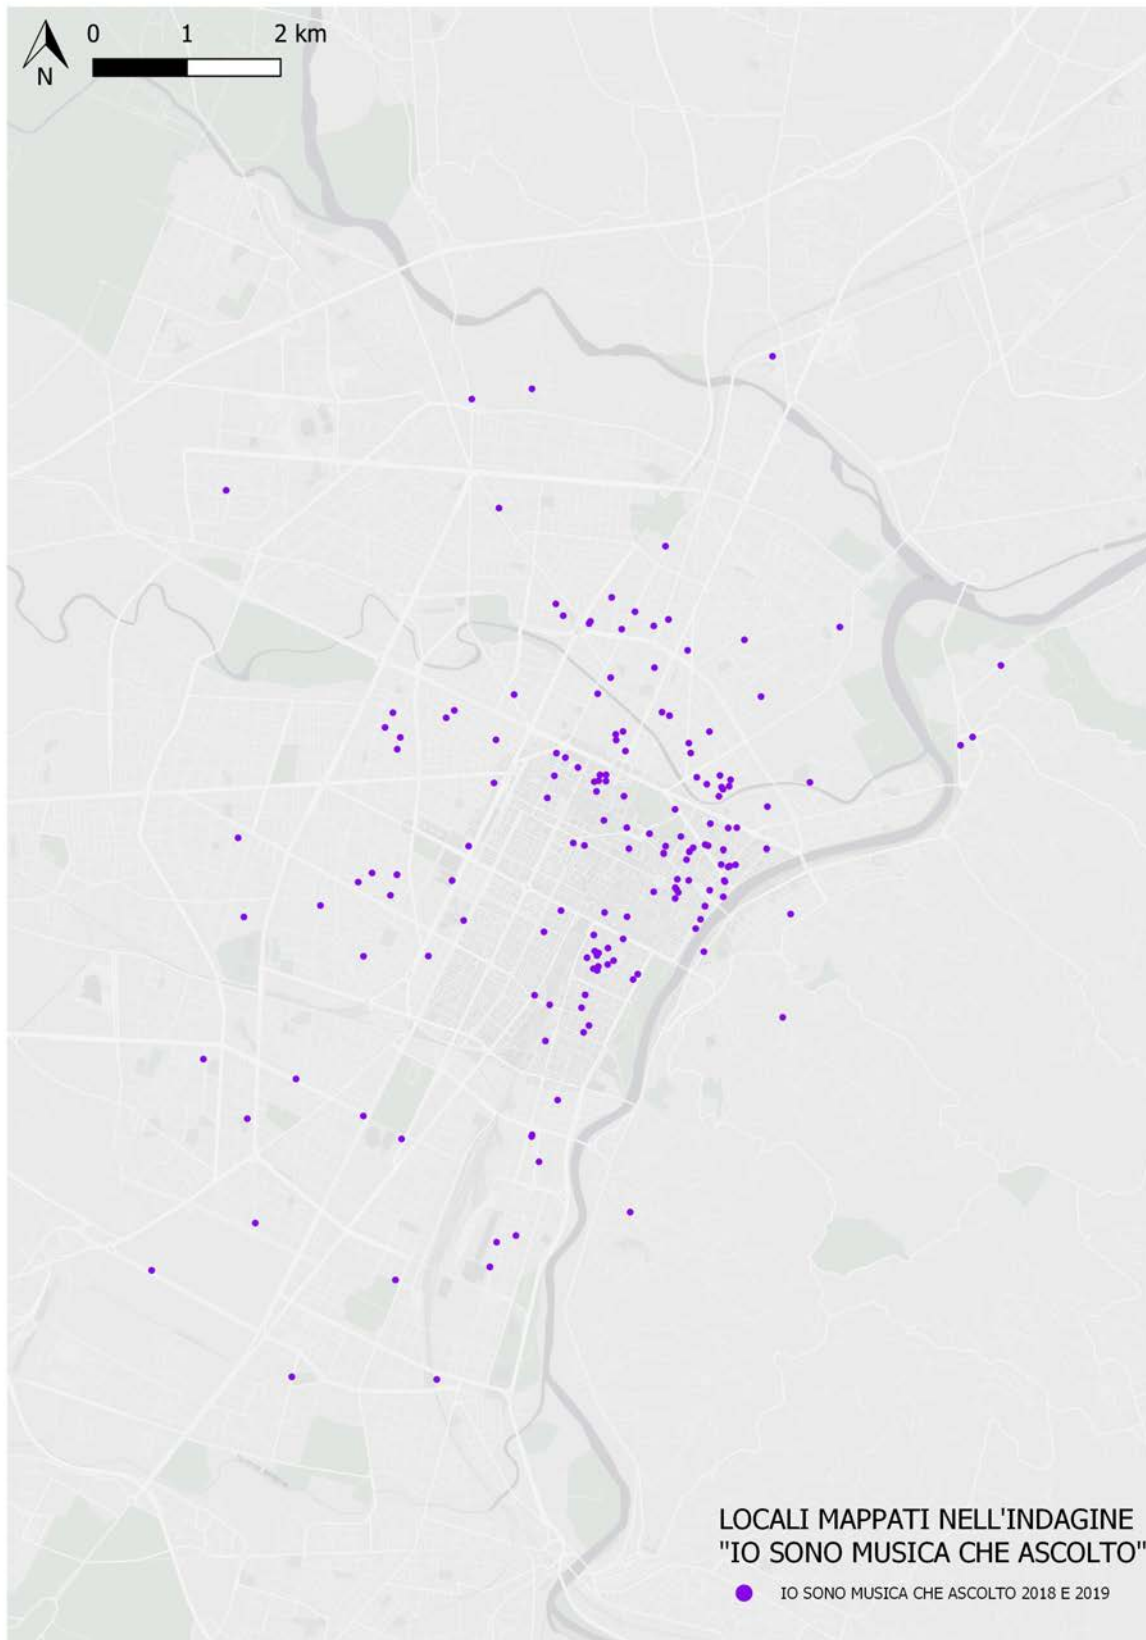 0 1 2 km
N
LOCALI MAPPATI NELL'INDAGINE
"IO SONO MUSICA CHE ASCOLTO"
IO SONO MUSICA CHE ASCOLTO 2018 E 2019